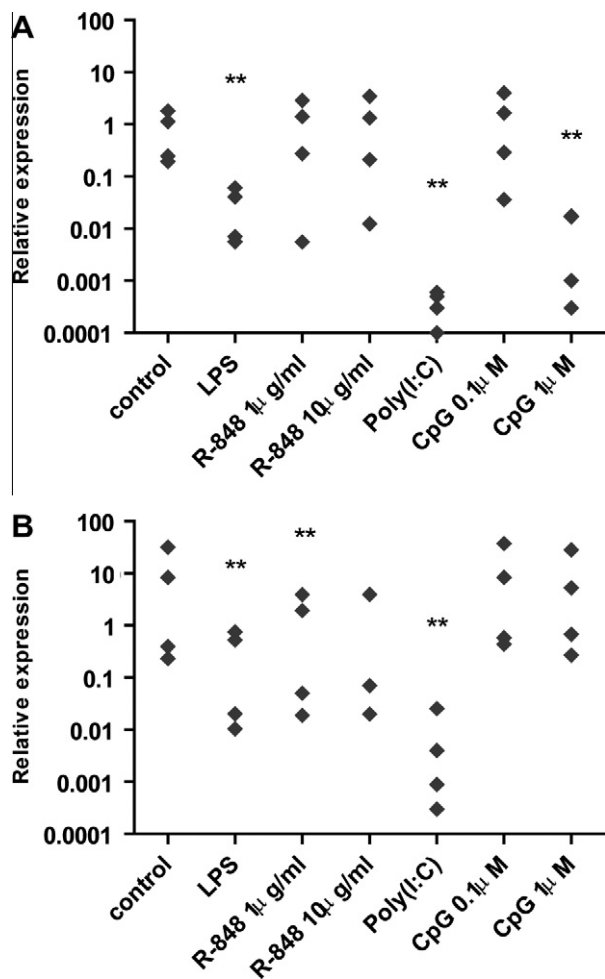 A
100
10
1
0.1
0.01
0.001
0.0001
Relative expression
**
**
**
control
LPS
R-848 1μ g/ml
R-848 10μ g/ml
Poly(I:C)
CpG 0.1μ M
CpG 1μ M
B
100
10
1
0.1
0.01
0.001
0.0001
Relative expression
**
**
**
control
LPS
R-848 1μ g/ml
R-848 10μ g/ml
Poly(I:C)
CpG 0.1μ M
CpG 1μ M